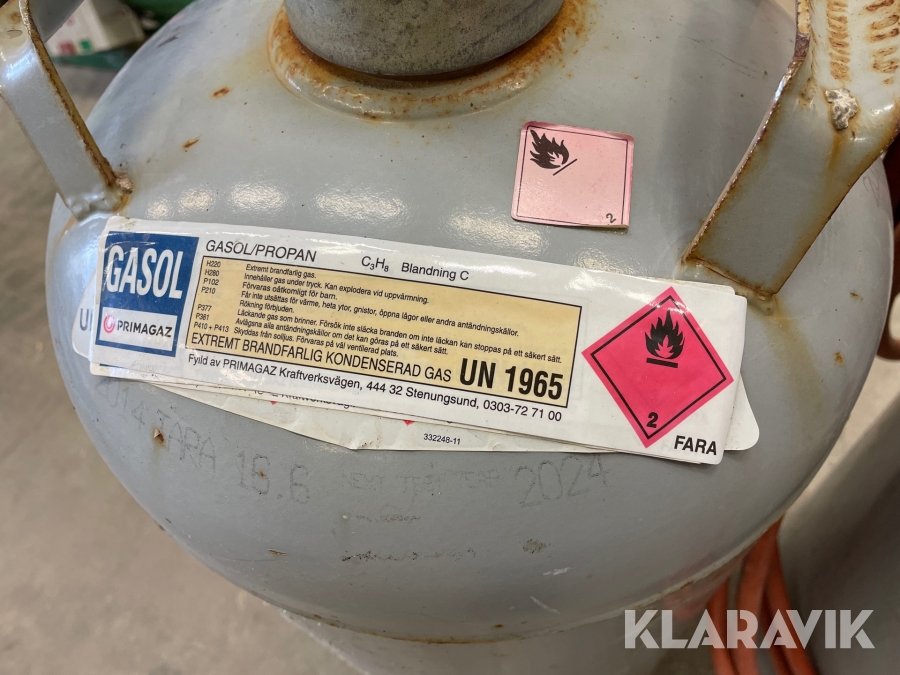 2
GASOL
PRIMAGAZ
GASOL/PROPAN C₃H₈ Blandning C
H220 Extremt brandfarlig gas.
H280 Innehåller gas under tryck. Kan explodera vid uppvärmning.
P102 Förvaras oåtkomligt för barn.
P210 Får inte utsättas för värme, heta ytor, gnistor, öppna lågor eller andra antändningskällor.
Rökning förbjuden.
P377 Läckande gas som brinner. Försök inte släcka branden om inte läckan kan stoppas på ett säkert sätt.
P381 Avlägsna alla antändningskällor om det kan göras på ett säkert sätt.
P410 + P413 Skyddas från solljus. Förvaras på väl ventilerad plats.
EXTREMT BRANDFARLIG KONDENSERAD GAS UN 1965
Fylld av PRIMAGAZ Kraftverksvägen, 444 32 Stenungsund, 0303-72 71 00
2
FARA
332248-11
TARA 18.6
2024
KLARAVIK